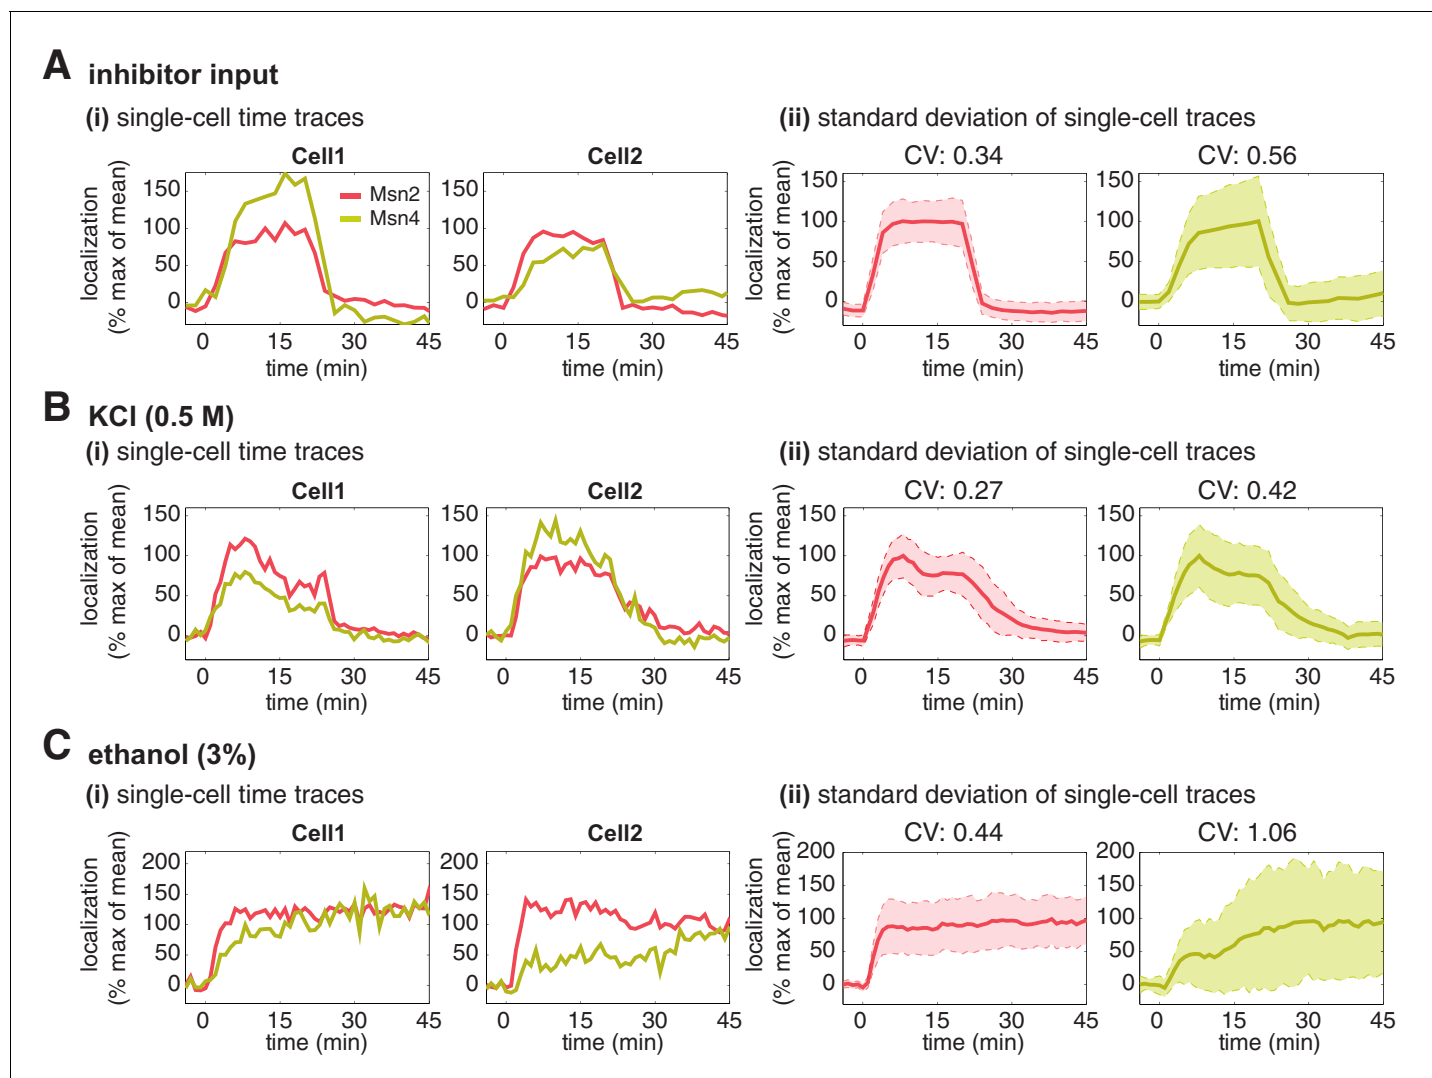 A inhibitor input
(i) single-cell time traces
(ii) standard deviation of single-cell traces
Cell1
Cell2
CV: 0.34
CV: 0.56
localization
(% max of mean)
150
100
50
0
Msn2
Msn4
0 15 30 45
time (min)
150
100
50
0
0 15 30 45
time (min)
localization
(% max of mean)
150
100
50
0
0 15 30 45
time (min)
150
100
50
0
0 15 30 45
time (min)
B KCl (0.5 M)
(i) single-cell time traces
(ii) standard deviation of single-cell traces
Cell1
Cell2
CV: 0.27
CV: 0.42
localization
(% max of mean)
150
100
50
0
0 15 30 45
time (min)
150
100
50
0
0 15 30 45
time (min)
localization
(% max of mean)
150
100
50
0
0 15 30 45
time (min)
150
100
50
0
0 15 30 45
time (min)
C ethanol (3%)
(i) single-cell time traces
(ii) standard deviation of single-cell traces
Cell1
Cell2
CV: 0.44
CV: 1.06
localization
(% max of mean)
200
150
100
50
0
0 15 30 45
time (min)
200
150
100
50
0
0 15 30 45
time (min)
localization
(% max of mean)
200
150
100
50
0
0 15 30 45
time (min)
200
150
100
50
0
0 15 30 45
time (min)